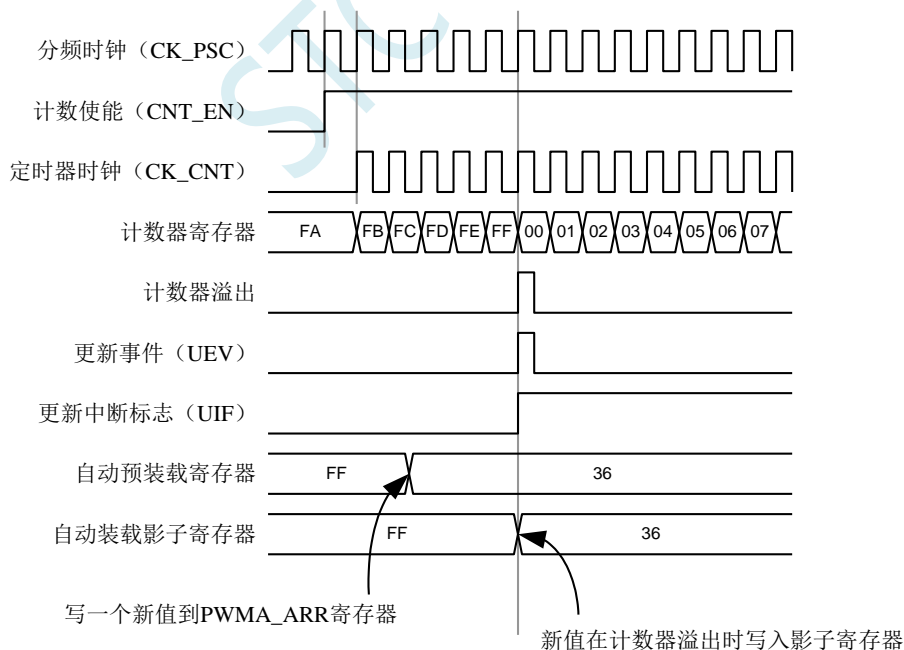 STC
分频时钟（CK_PSC）
计数使能（CNT_EN）
定时器时钟（CK_CNT）
计数器寄存器 FA FB FC FD FE FF 00 01 02 03 04 05 06 07
计数器溢出
更新事件（UEV）
更新中断标志（UIF）
自动预装载寄存器 FF 36
自动装载影子寄存器 FF 36
写一个新值到PWMA_ARR寄存器
新值在计数器溢出时写入影子寄存器